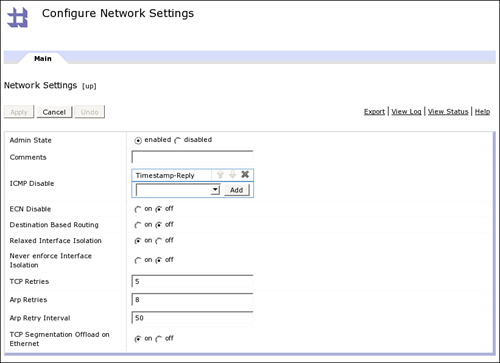 Configure Network Settings
Main
Network Settings [up]
Apply Cancel Undo Export View Log View Status Help
Admin State enabled disabled
Comments
ICMP Disable Timestamp-Reply
Add
ECN Disable on off
Destination Based Routing on off
Relaxed Interface Isolation on off
Never enforce Interface
Isolation on off
TCP Retries 5
Arp Retries 8
Arp Retry Interval 50
TCP Segmentation Offload on
Ethernet on off